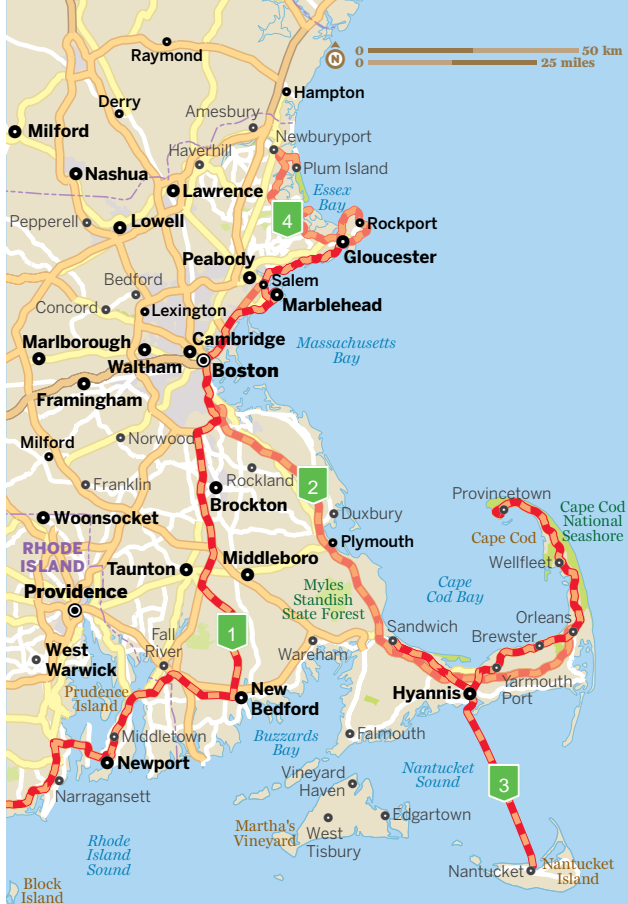 0
50 km
N
0
25 miles
Raymond
Hampton
Derry
Amesbury
Milford
Newburyport
Haverhill
Plum Island
Nashua
Lawrence
Essex
Bay
Pepperell
Lowell
4
Rockport
Gloucester
Peabody
Salem
Bedford
Marblehead
Concord
Lexington
Marlborough
Cambridge
Massachusetts
Bay
Waltham
Boston
Framingham
Milford
Norwood
Rockland
Franklin
2
Brockton
Provincetown
Cape Cod
National
Seashore
Duxbury
Woonsocket
Cape Cod
RHODE
ISLAND
Plymouth
Middleboro
Wellfleet
Taunton
Cape
Cod Bay
Myles
Standish
State Forest
Providence
Orleans
Sandwich
Brewster
1
Fall
River
Wareham
West
Warwick
Yarmouth
Port
Prudence
Island
New
Bedford
Hyannis
Middletown
Buzzards
Bay
Falmouth
Newport
Nantucket
Sound
Vineyard
Haven
3
Narragansett
Edgartown
Martha's
Vineyard
West
Tisbury
Rhode
Island
Sound
Nantucket
Nantucket
Island
Block
Island